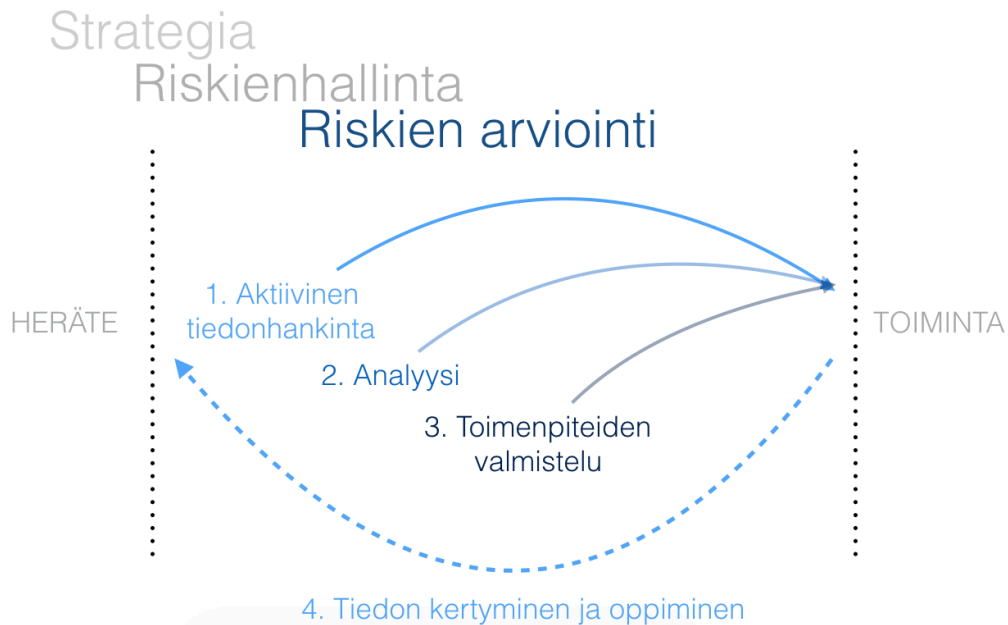 Strategia
Riskienhallinta
Riskien arviointi
HERÄTE
1. Aktiivinen
tiedonhankinta
2. Analyysi
3. Toimenpiteiden
valmistelu
TOIMINTA
4. Tiedon kertyminen ja oppiminen